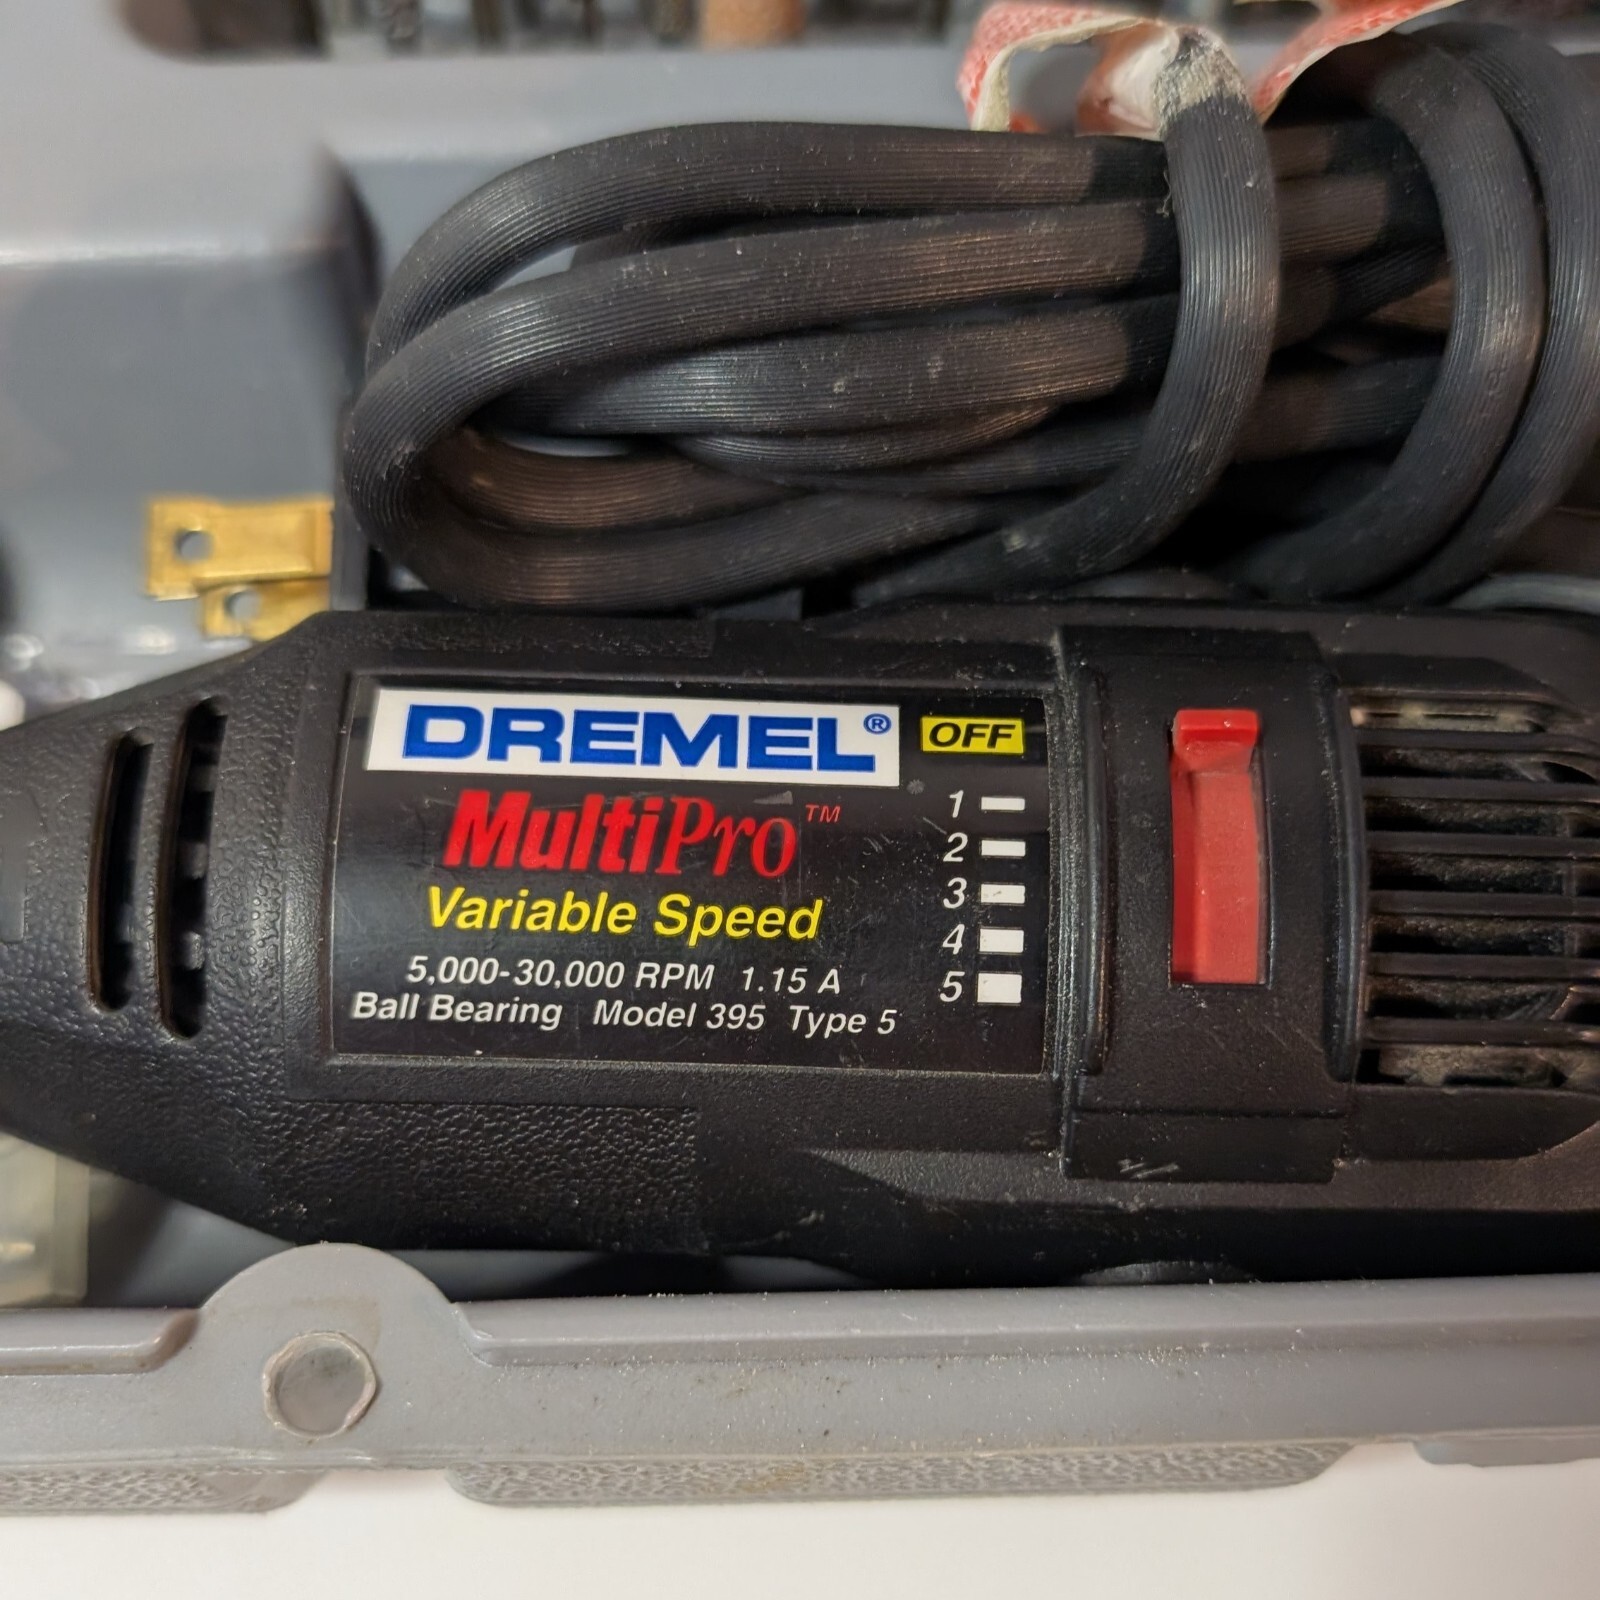 DREMEL®
OFF
MultiPro™
Variable Speed
5,000-30,000 RPM 1.15 A
Ball Bearing Model 395 Type 5
1
2
3
4
5